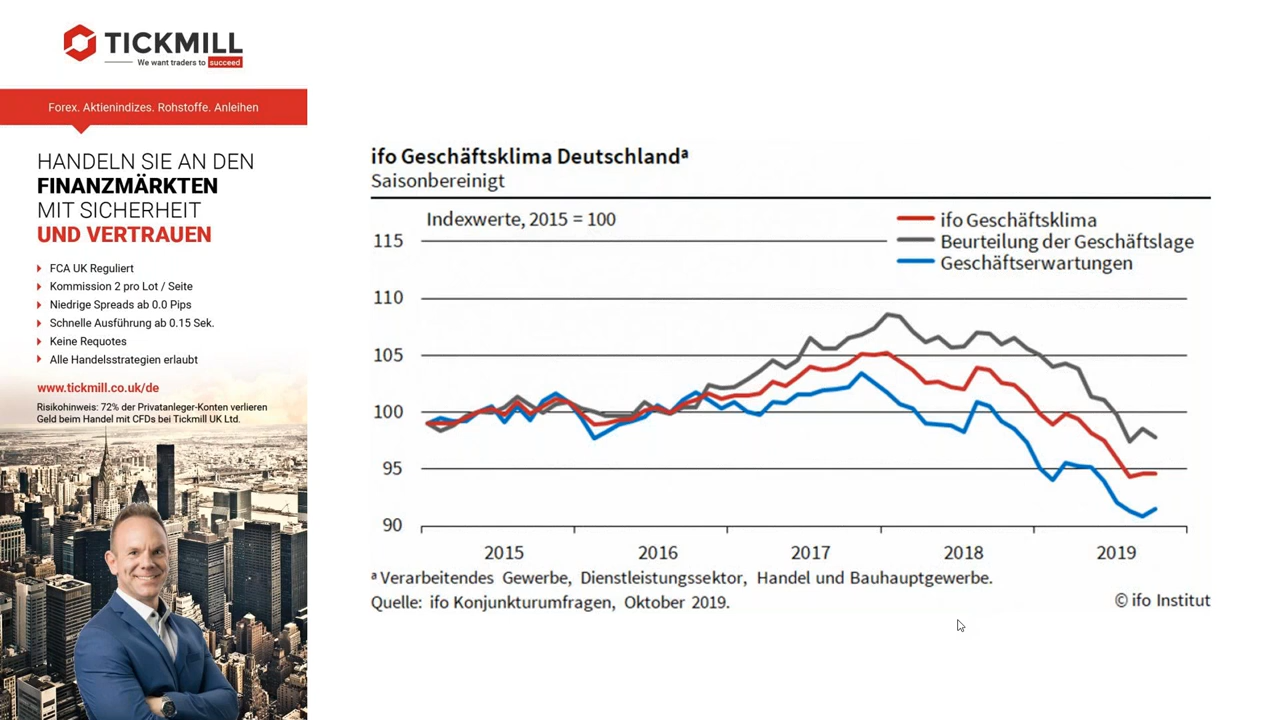 TICKMILL
We want traders to succeed
Forex. Aktienindizes. Rohstoffe. Anleihen
HANDELN SIE AN DEN
FINANZMÄRKTEN
MIT SICHERHEIT
UND VERTRAUEN
FCA UK Reguliert
Kommission 2 pro Lot / Seite
Niedrige Spreads ab 0.0 Pips
Schnelle Ausführung ab 0.15 Sek.
Keine Requotes
Alle Handelsstrategien erlaubt
www.tickmill.co.uk/de
Risikohinweis: 72% der Privatanleger-Konten verlieren
Geld beim Handel mit CFDs bei Tickmill UK Ltd.
ifo Geschäftsklima Deutschlandᵃ
Saisonbereinigt
Indexwerte, 2015 = 100
ifo Geschäftsklima
Beurteilung der Geschäftslage
Geschäftserwartungen
115
110
105
100
95
90
2015 2016 2017 2018 2019
ᵃ Verarbeitendes Gewerbe, Dienstleistungssektor, Handel und Bauhauptgewerbe.
Quelle: ifo Konjunkturumfragen, Oktober 2019.
© ifo Institut